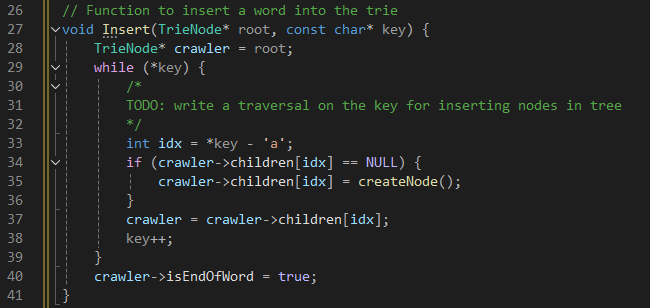 26 // Function to insert a word into the trie
27 void Insert(TrieNode* root, const char* key) {
28     TrieNode* crawler = root;
29     while (*key) {
30         /*
31         TODO: write a traversal on the key for inserting nodes in tree
32         */
33         int idx = *key - 'a';
34         if (crawler->children[idx] == NULL) {
35             crawler->children[idx] = createNode();
36         }
37         crawler = crawler->children[idx];
38         key++;
39     }
40     crawler->isEndOfWord = true;
41 }